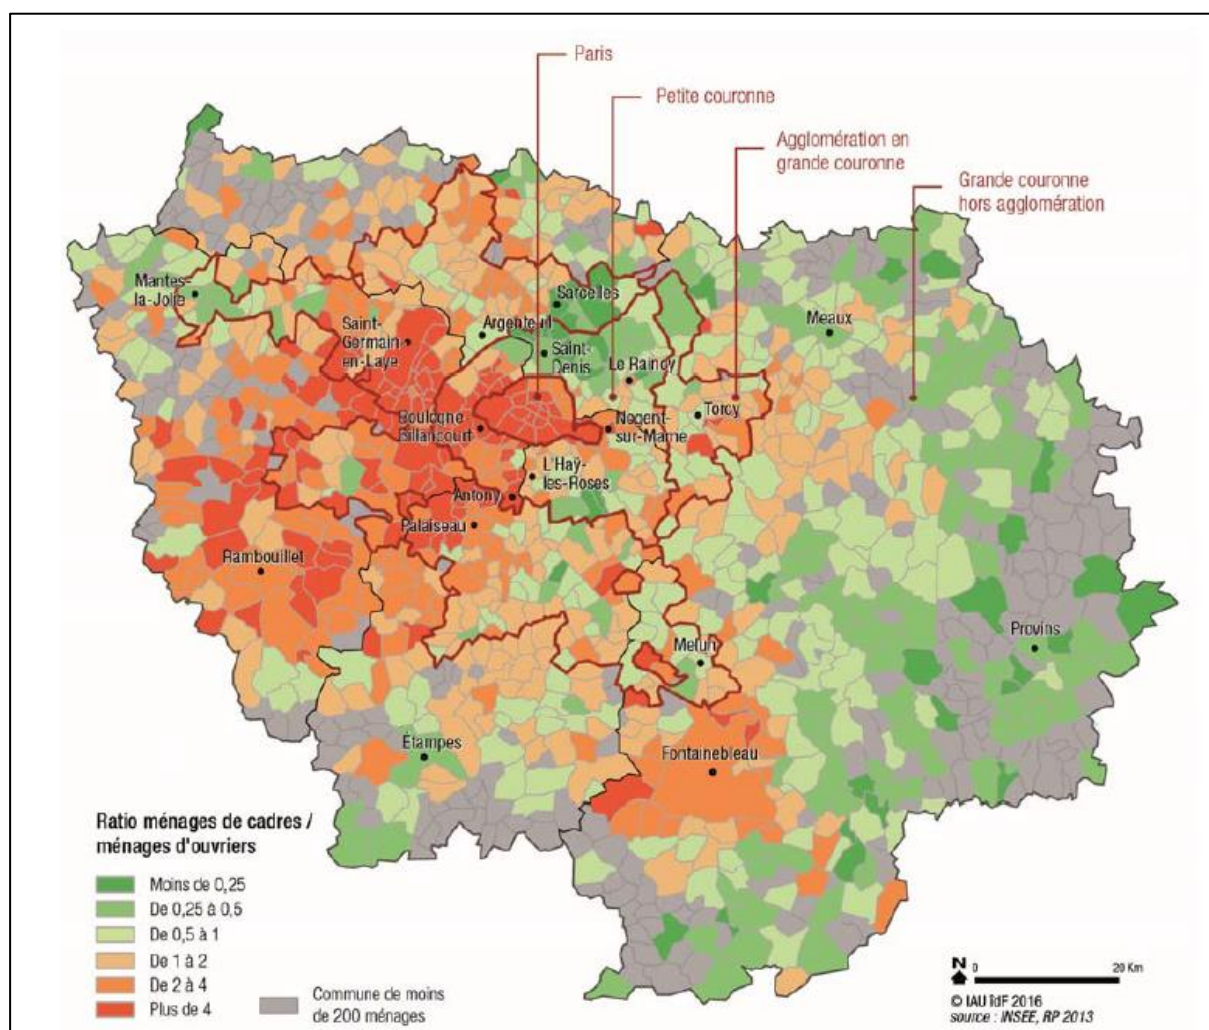 Paris
Petite couronne
Agglomération en
grande couronne
Grande couronne
hors agglomération
Mantes-
la-Jolie
Sarcelles
Saint-
Germain-
en-Laye
Argenteuil
Saint-
Denis
Meaux
Le Raincy
Torcy
Boulogne
Billancourt
Nogent-
sur-Marne
L'Haÿ-
les-Roses
Antony
Palaiseau
Rambouillet
Melun
Provins
Étampes
Fontainebleau
Ratio ménages de cadres /
ménages d'ouvriers
Moins de 0,25
De 0,25 à 0,5
De 0,5 à 1
De 1 à 2
De 2 à 4
Plus de 4
Commune de moins
de 200 ménages
N
0 20 Km
© IAU îdF 2016
source : INSEE, RP 2013